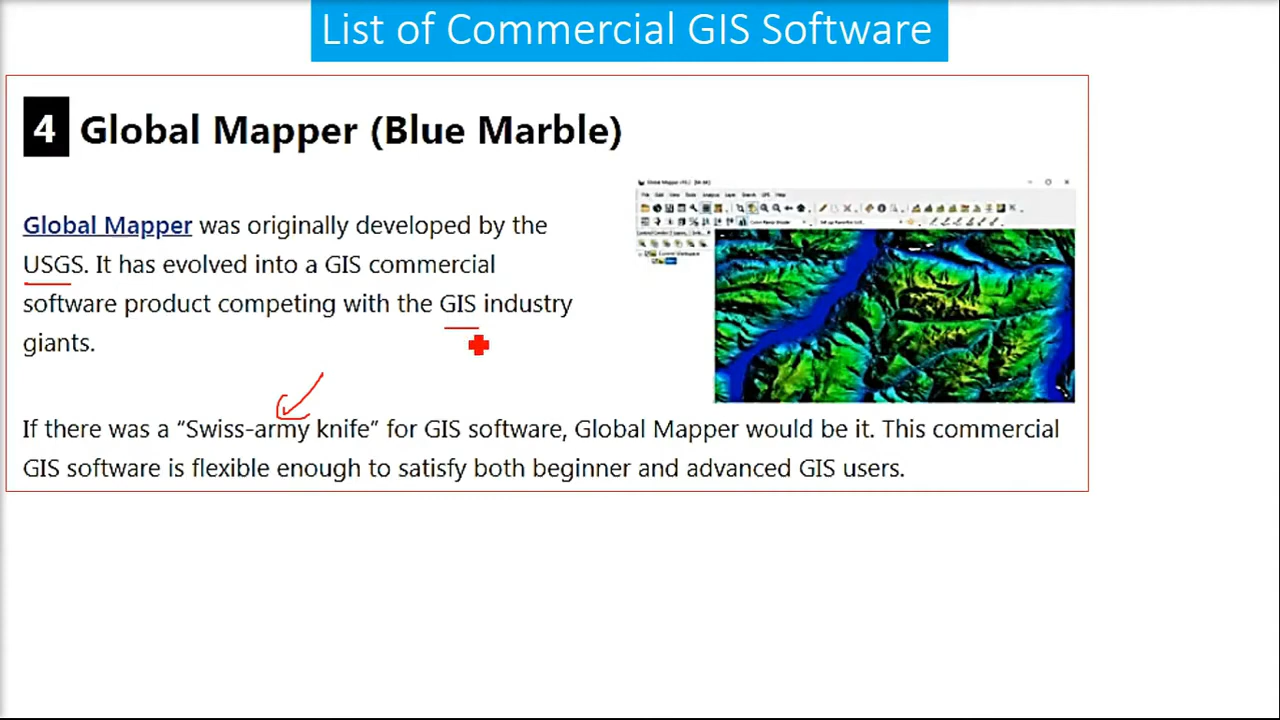 List of Commercial GIS Software
4 Global Mapper (Blue Marble)
Global Mapper was originally developed by the
USGS. It has evolved into a GIS commercial
software product competing with the GIS industry
giants.
If there was a “Swiss-army knife” for GIS software, Global Mapper would be it. This commercial
GIS software is flexible enough to satisfy both beginner and advanced GIS users.